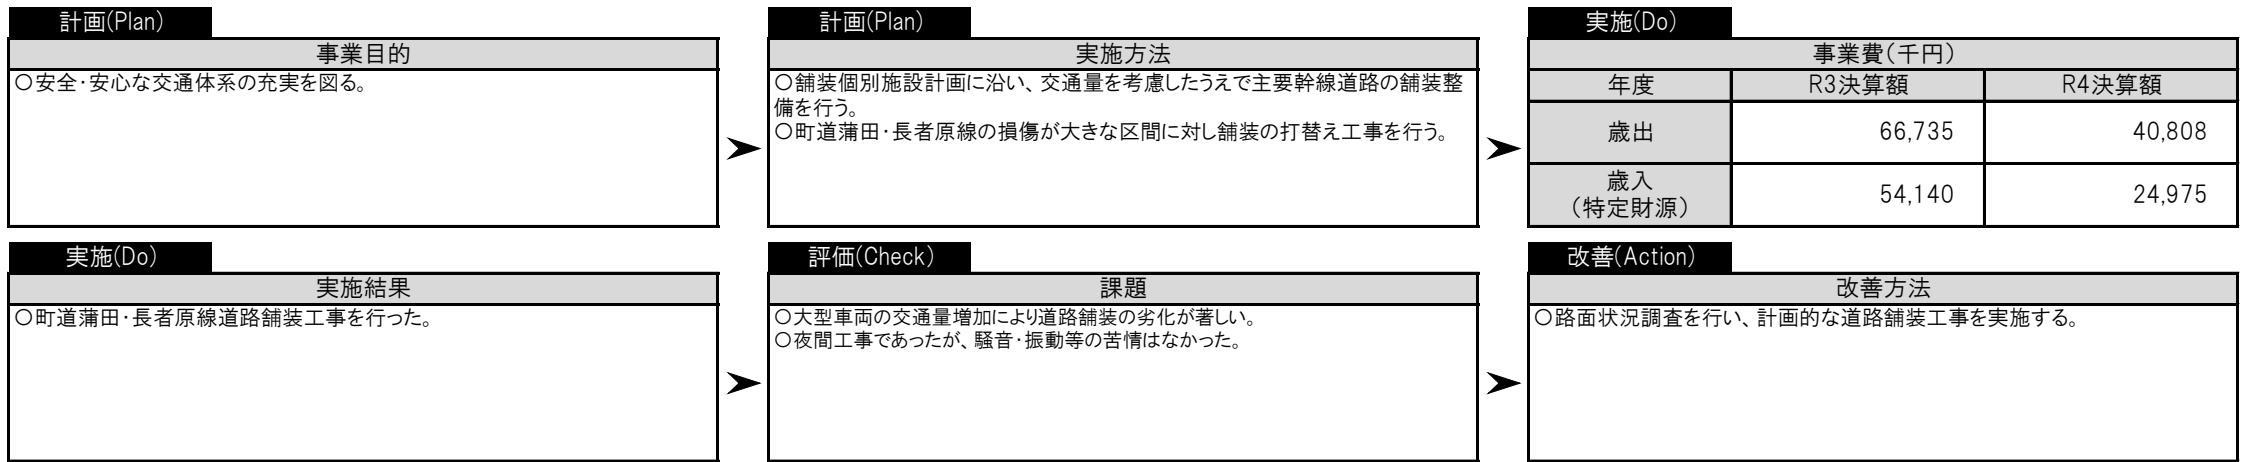 計画(Plan)
事業目的
○安全・安心な交通体系の充実を図る。
計画(Plan)
実施方法
○舗装個別施設計画に沿い、交通量を考慮したうえで主要幹線道路の舗装整
備を行う。
○町道蒲田・長者原線の損傷が大きな区間に対し舗装の打替え工事を行う。
実施(Do)
事業費(千円)
年度 R3決算額 R4決算額
歳出 66,735 40,808
歳入
(特定財源) 54,140 24,975
実施(Do)
実施結果
○町道蒲田・長者原線道路舗装工事を行った。
評価(Check)
課題
○大型車両の交通量増加により道路舗装の劣化が著しい。
○夜間工事であったが、騒音・振動等の苦情はなかった。
改善(Action)
改善方法
○路面状況調査を行い、計画的な道路舗装工事を実施する。